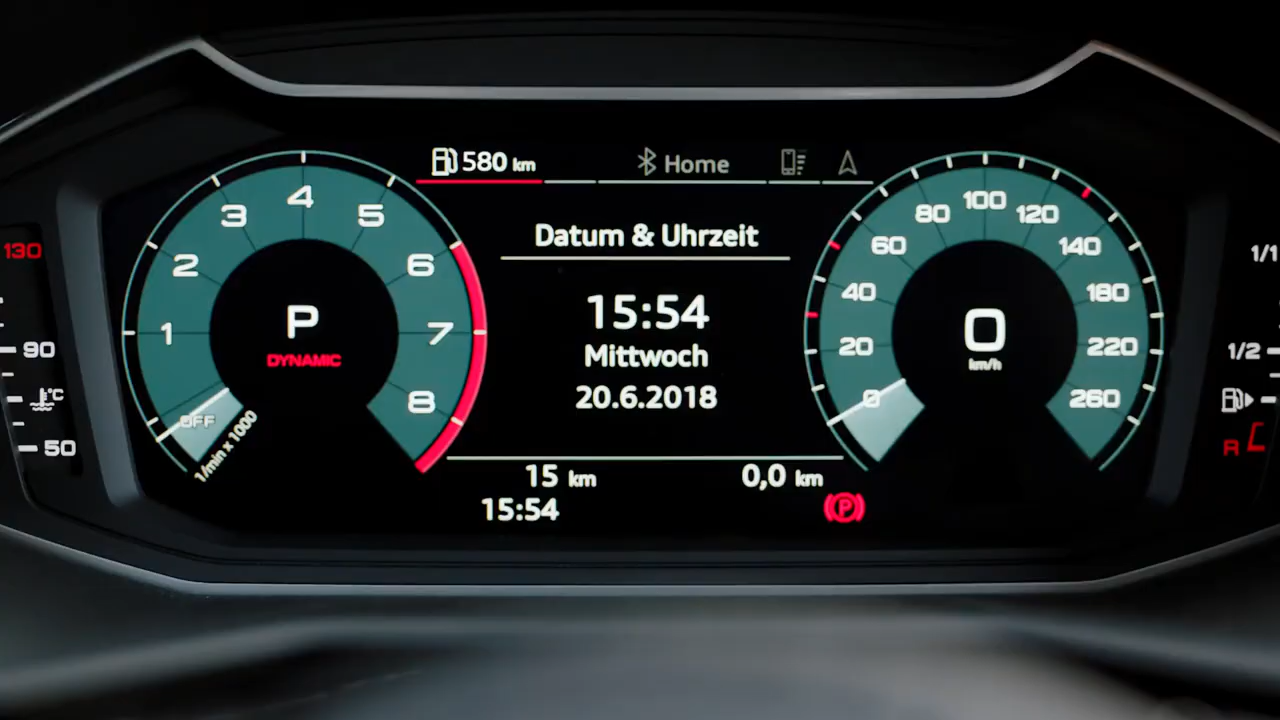 580 km
Home
Datum & Uhrzeit
15:54
Mittwoch
20.6.2018
15 km
0,0 km
15:54
P
1
2
3
4
5
6
7
8
P
DYNAMIC
OFF
1/min x 1000
0
20
40
60
80
100
120
140
180
220
260
0
km/h
130
90
°C
50
1/1
1/2
R